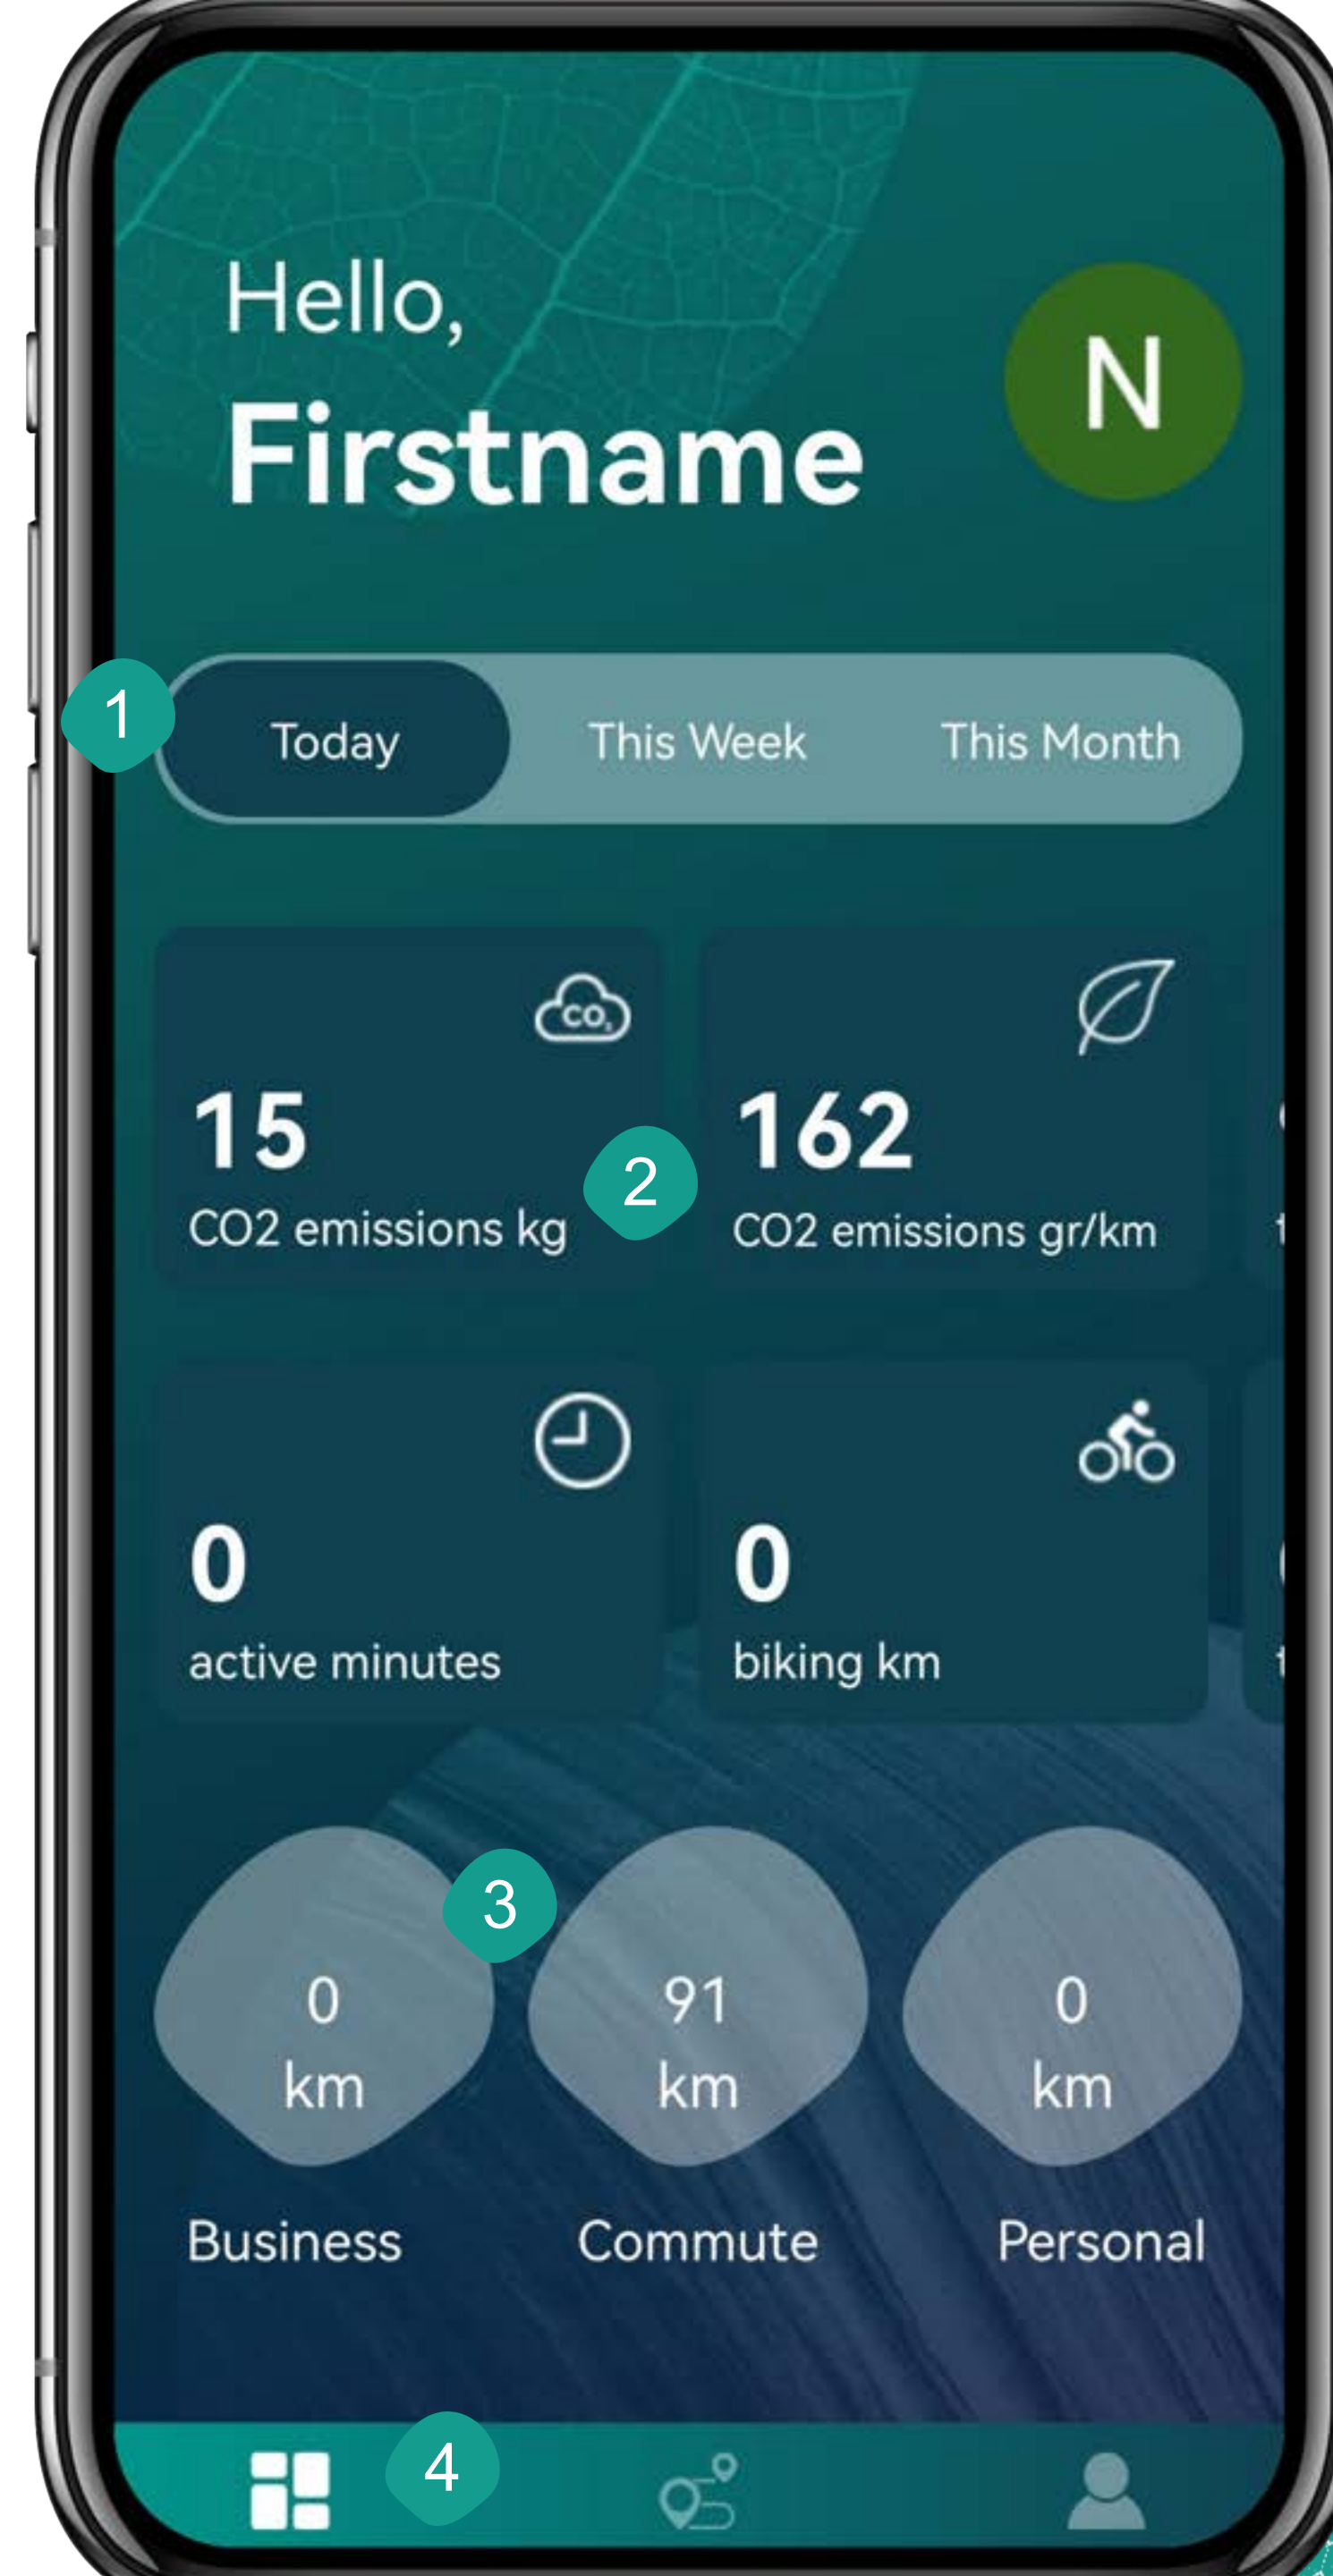 Hello,
Firstname
N
1
Today This Week This Month
CO2
15
CO2 emissions kg
2
162
CO2 emissions gr/km
0
active minutes
0
biking km
3
0
km
Business
91
km
Commute
0
km
Personal
4